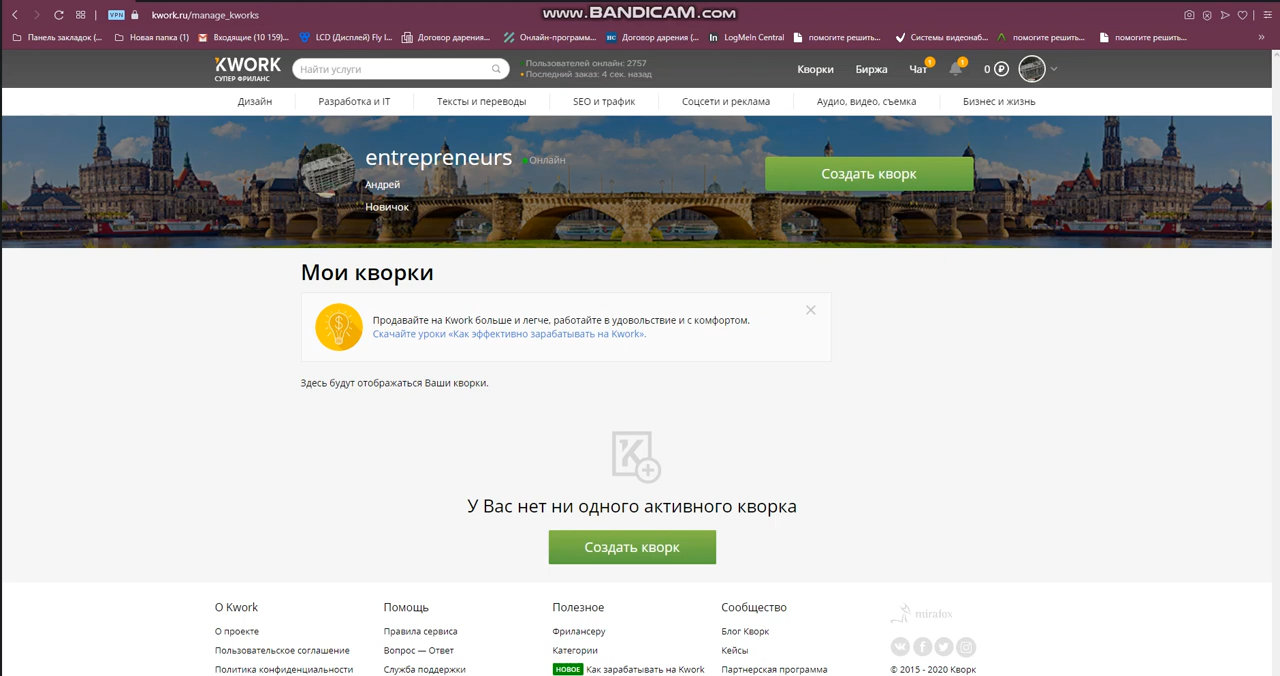 www.BANDICAM.com
VPN kwork.ru/manage_kworks
Панель закладок (... Новая папка (1) Входящие (10 159)... LCD (Дисплей) Fly I... Договор дарения... Онлайн-программ... HC Договор дарения (... In LogMeIn Central помогите решить... Системы видеонаб... помогите решить... помогите решить... »
KWORK
СУПЕР ФРИЛАНС
Найти услуги
Пользователей онлайн: 2757
Последний заказ: 4 сек. назад
Кворки Биржа Чат 1 1 0 ₽
Дизайн Разработка и IT Тексты и переводы SEO и трафик Соцсети и реклама Аудио, видео, съемка Бизнес и жизнь
entrepreneurs Онлайн
Андрей
Новичок
Создать кворк
Мои кворки
Продавайте на Kwork больше и легче, работайте в удовольствие и с комфортом.
Скачайте уроки «Как эффективно зарабатывать на Kwork».
Здесь будут отображаться Ваши кворки.
У Вас нет ни одного активного кворка
Создать кворк
О Kwork Помощь Полезное Сообщество mirafox
О проекте Правила сервиса Фрилансеру Блог Кворк
Пользовательское соглашение Вопрос — Ответ Категории Кейсы
Политика конфиденциальности Служба поддержки НОВОЕ Как зарабатывать на Kwork Партнерская программа © 2015 - 2020 Кворк